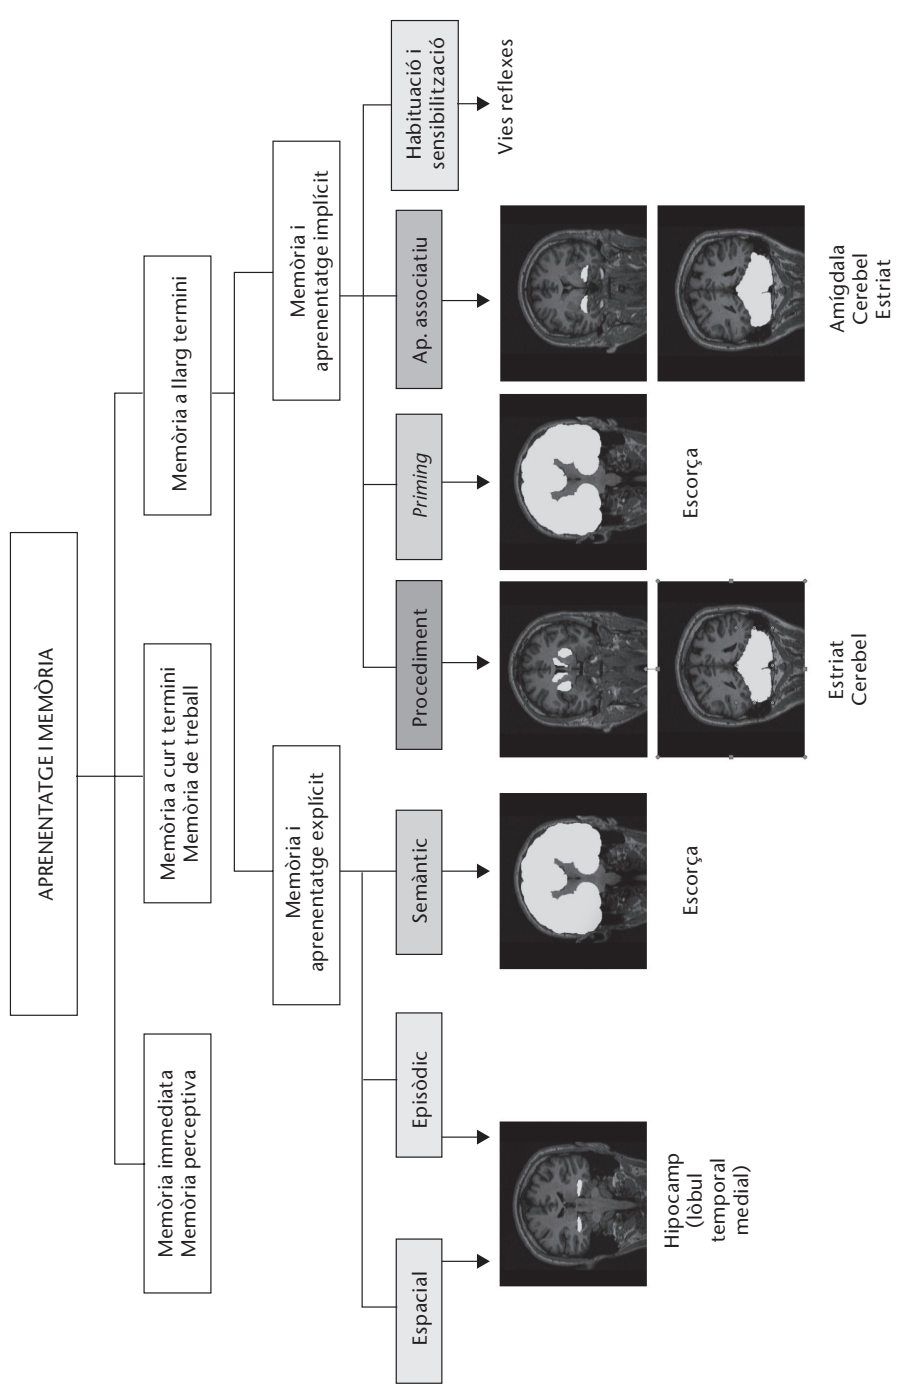 APRENENTATGE I MEMÒRIA
Memòria immediata
Memòria perceptiva
Memòria a curt termini
Memòria de treball
Memòria a llarg termini
Memòria i
aprenentatge explícit
Memòria i
aprenentatge implícit
Espacial
Episòdic
Semàntic
Procediment
Priming
Ap. associatiu
Habituació i
sensibilització
Hipocamp
(lòbul
temporal
medial)
Escorça
Estriat
Cerebel
Escorça
Amígdala
Cerebel
Estriat
Vies reflexes